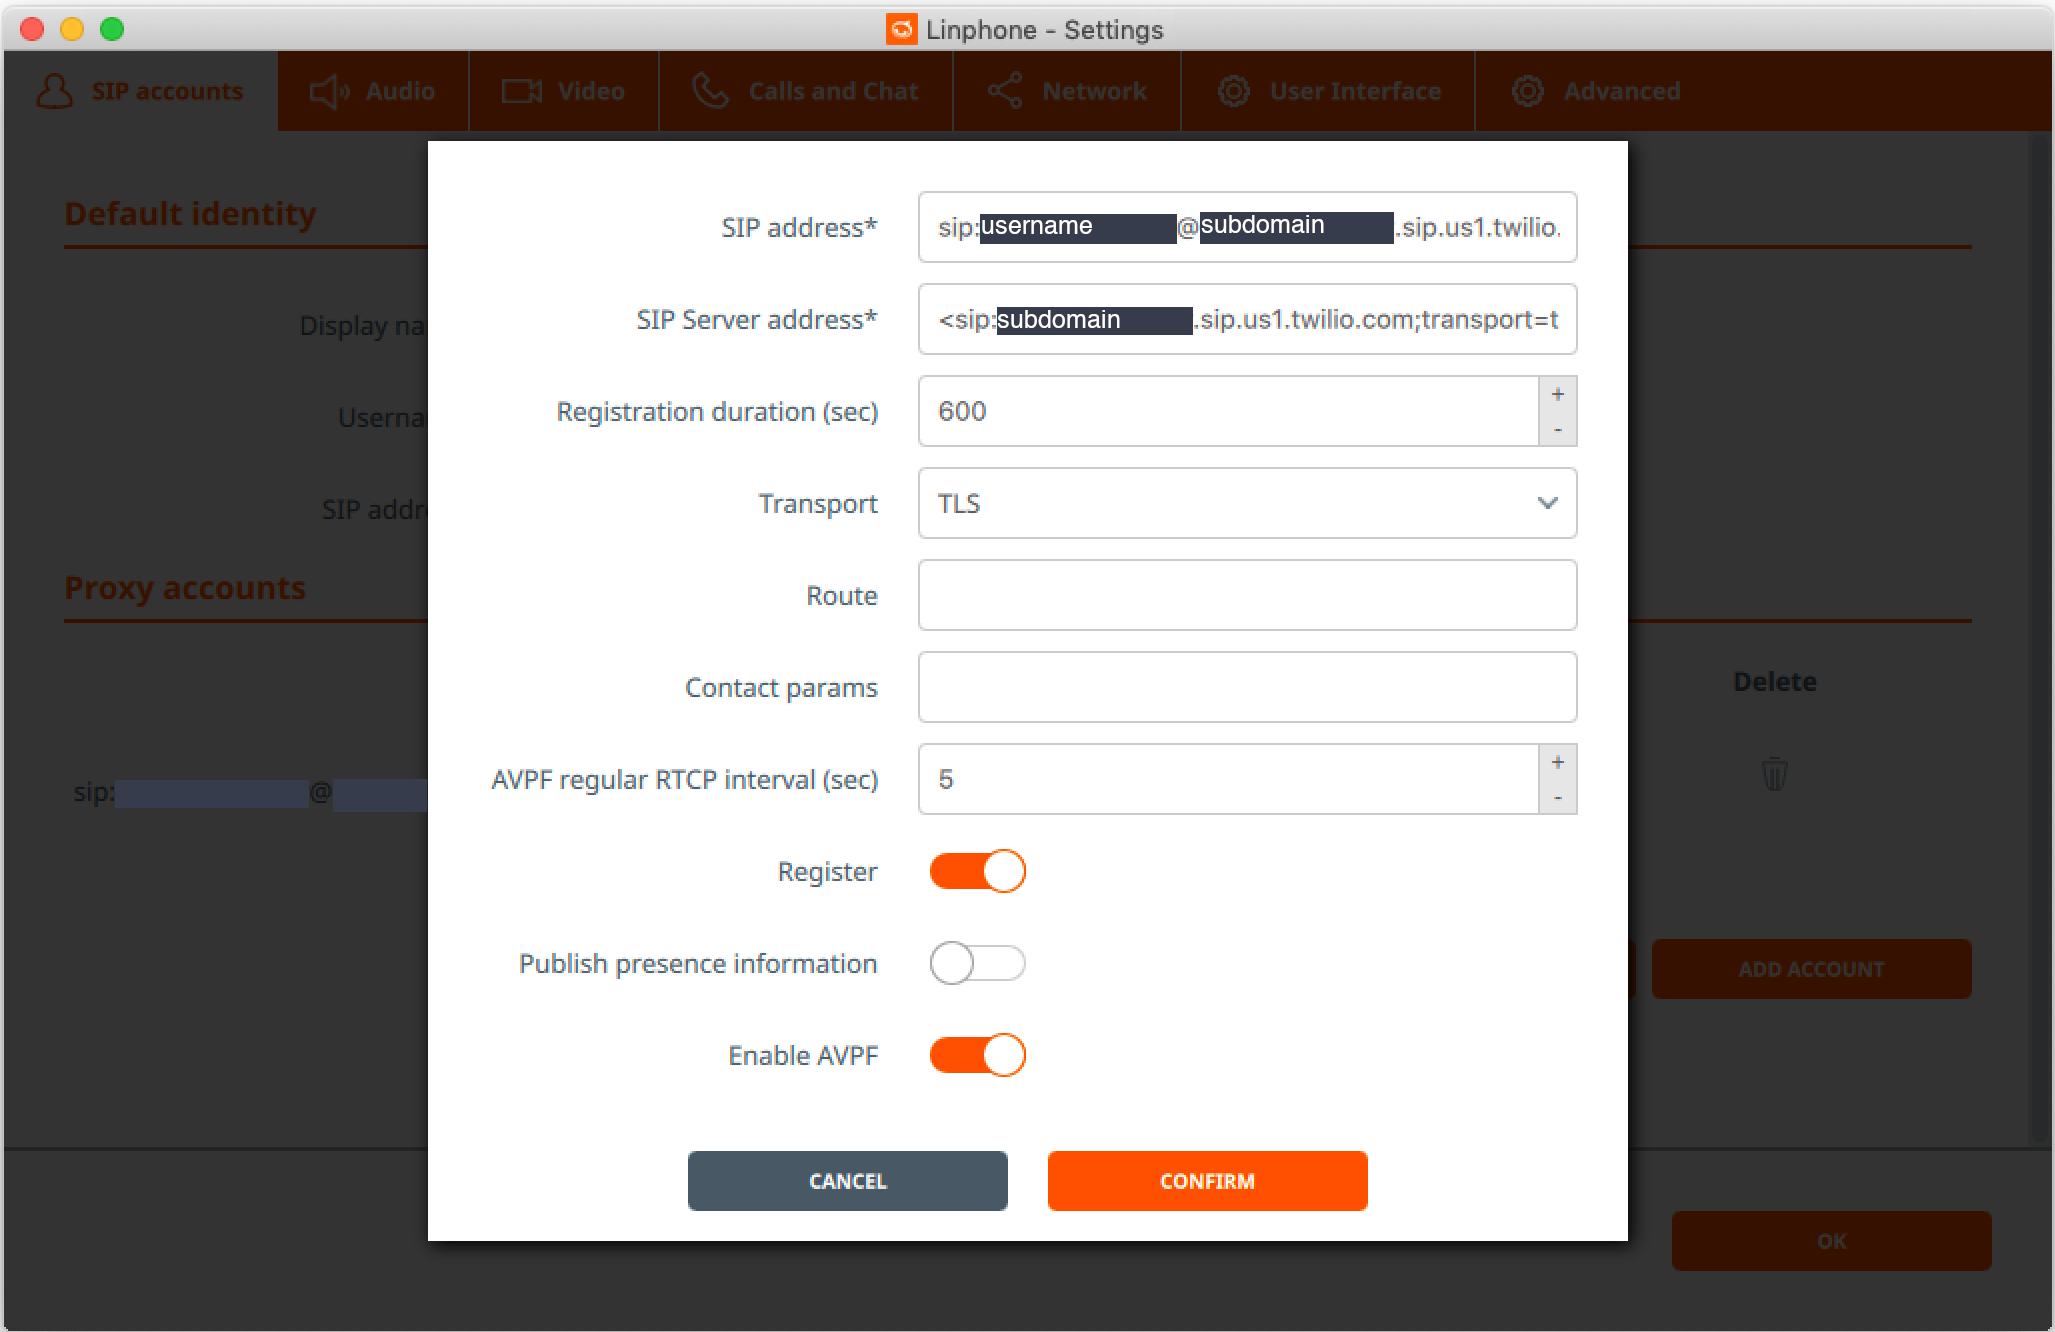 Linphone - Settings
SIP accounts Audio Video Calls and Chat Network User Interface Advanced
Default identity
SIP address* sip:username@subdomain.sip.us1.twilio.
SIP Server address* <sip:subdomain.sip.us1.twilio.com;transport=t
Display na
Registration duration (sec) 600 + -
Userna
Transport TLS
SIP addr
Proxy accounts
Route
Contact params
Delete
AVPF regular RTCP interval (sec) 5 + -
sip: @
Register
Publish presence information
ADD ACCOUNT
Enable AVPF
CANCEL CONFIRM
OK